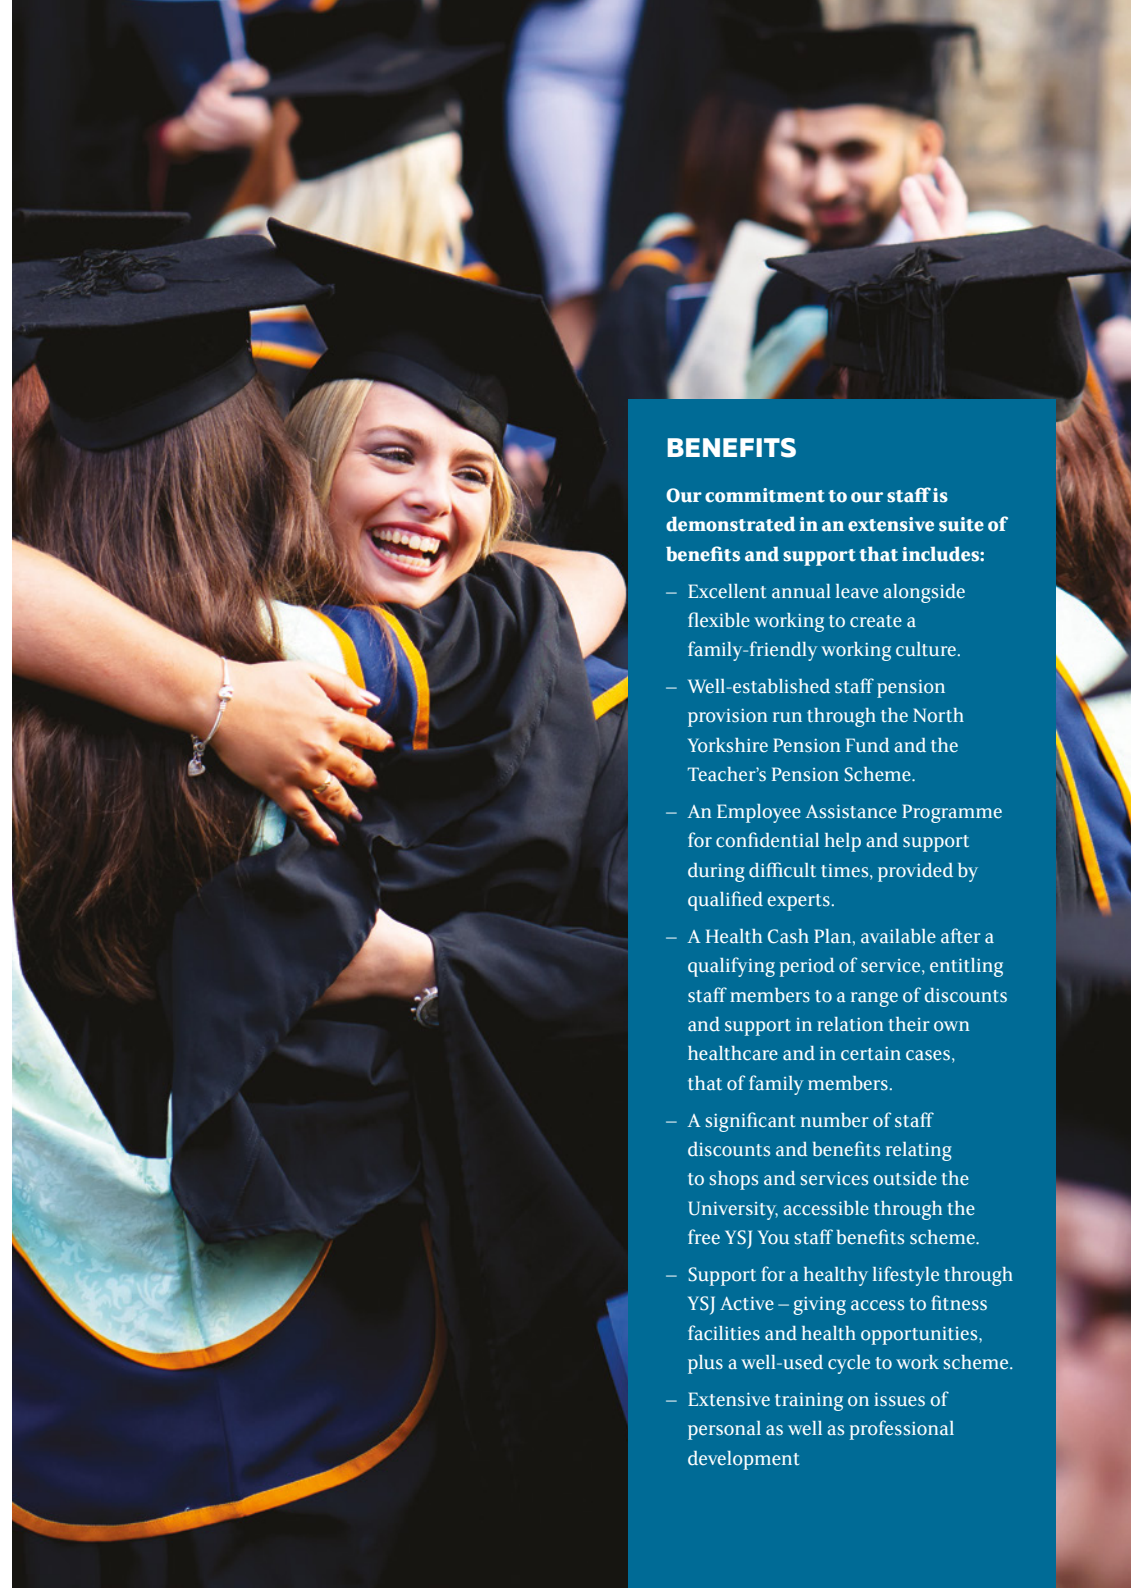 BENEFITS
Our commitment to our staff is
demonstrated in an extensive suite of
benefits and support that includes:
– Excellent annual leave alongside
flexible working to create a
family-friendly working culture.
– Well-established staff pension
provision run through the North
Yorkshire Pension Fund and the
Teacher’s Pension Scheme.
– An Employee Assistance Programme
for confidential help and support
during difficult times, provided by
qualified experts.
– A Health Cash Plan, available after a
qualifying period of service, entitling
staff members to a range of discounts
and support in relation their own
healthcare and in certain cases,
that of family members.
– A significant number of staff
discounts and benefits relating
to shops and services outside the
University, accessible through the
free YSJ You staff benefits scheme.
– Support for a healthy lifestyle through
YSJ Active – giving access to fitness
facilities and health opportunities,
plus a well-used cycle to work scheme.
– Extensive training on issues of
personal as well as professional
development